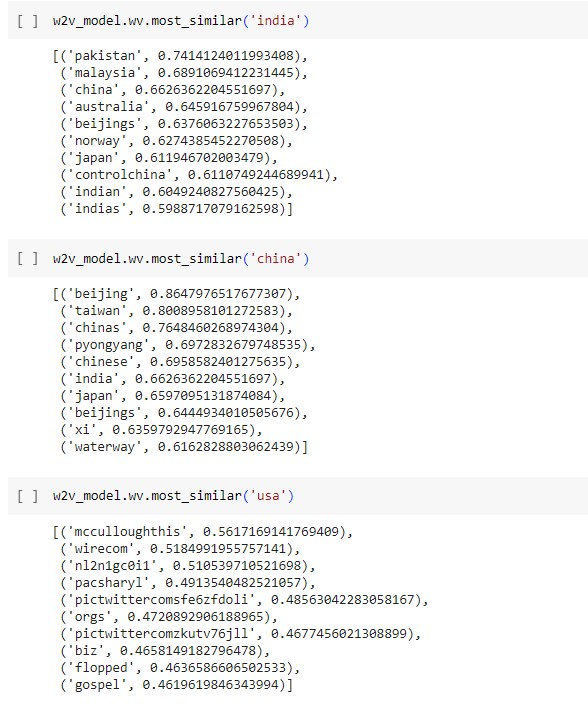 [ ] w2v_model.wv.most_similar('india')
[('pakistan', 0.7414124011993408),
('malaysia', 0.6891069412231445),
('china', 0.6626362204551697),
('australia', 0.645916759967804),
('beijings', 0.6376063227653503),
('norway', 0.6274385452270508),
('japan', 0.611946702003479),
('controlchina', 0.6110749244689941),
('indian', 0.6049240827560425),
('indias', 0.5988717079162598)]
[ ] w2v_model.wv.most_similar('china')
[('beijing', 0.8647976517677307),
('taiwan', 0.8008958101272583),
('chinas', 0.7648460268974304),
('pyongyang', 0.6972832679748535),
('chinese', 0.6958582401275635),
('india', 0.6626362204551697),
('japan', 0.6597095131874084),
('beijings', 0.6444934010505676),
('xi', 0.6359792947769165),
('waterway', 0.6162828803062439)]
[ ] w2v_model.wv.most_similar('usa')
[('mcculloughthis', 0.5617169141769409),
('wirecom', 0.5184991955757141),
('nl2n1gc0i1', 0.510539710521698),
('pacsharyl', 0.4913540482521057),
('pictwittercomsfe6zfdoli', 0.48563042283058167),
('orgs', 0.4720892906188965),
('pictwittercomzkutv76jll', 0.4677456021308899),
('biz', 0.4658149182796478),
('flopped', 0.4636586606502533),
('gospel', 0.4619619846343994)]